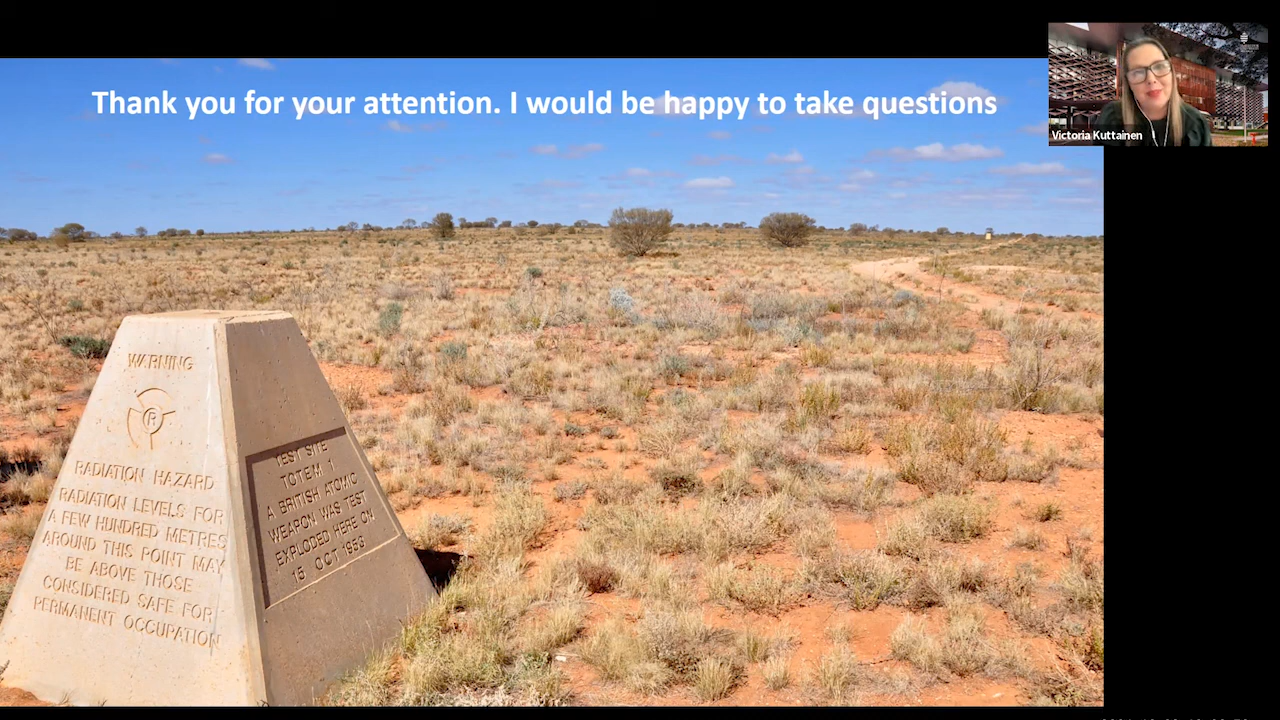 Thank you for your attention. I would be happy to take questions
Victoria Kuttainen
WARNING
R
RADIATION HAZARD
RADIATION LEVELS FOR
A FEW HUNDRED METRES
AROUND THIS POINT MAY
BE ABOVE THOSE
CONSIDERED SAFE FOR
PERMANENT OCCUPATION
TEST SITE
TOTEM 1
A BRITISH ATOMIC
WEAPON WAS TEST
EXPLODED HERE ON
15 OCT 1953